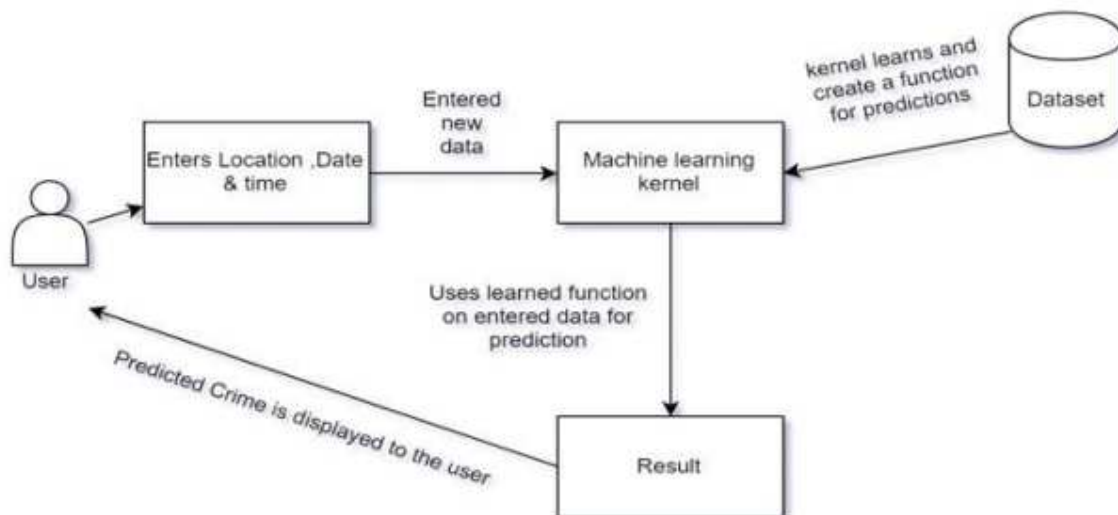 kernel learns and
create a function
for predictions
Dataset
Entered
new
data
Enters Location ,Date
& time
Machine learning
kernel
User
Uses learned function
on entered data for
prediction
Predicted Crime is displayed to the user
Result